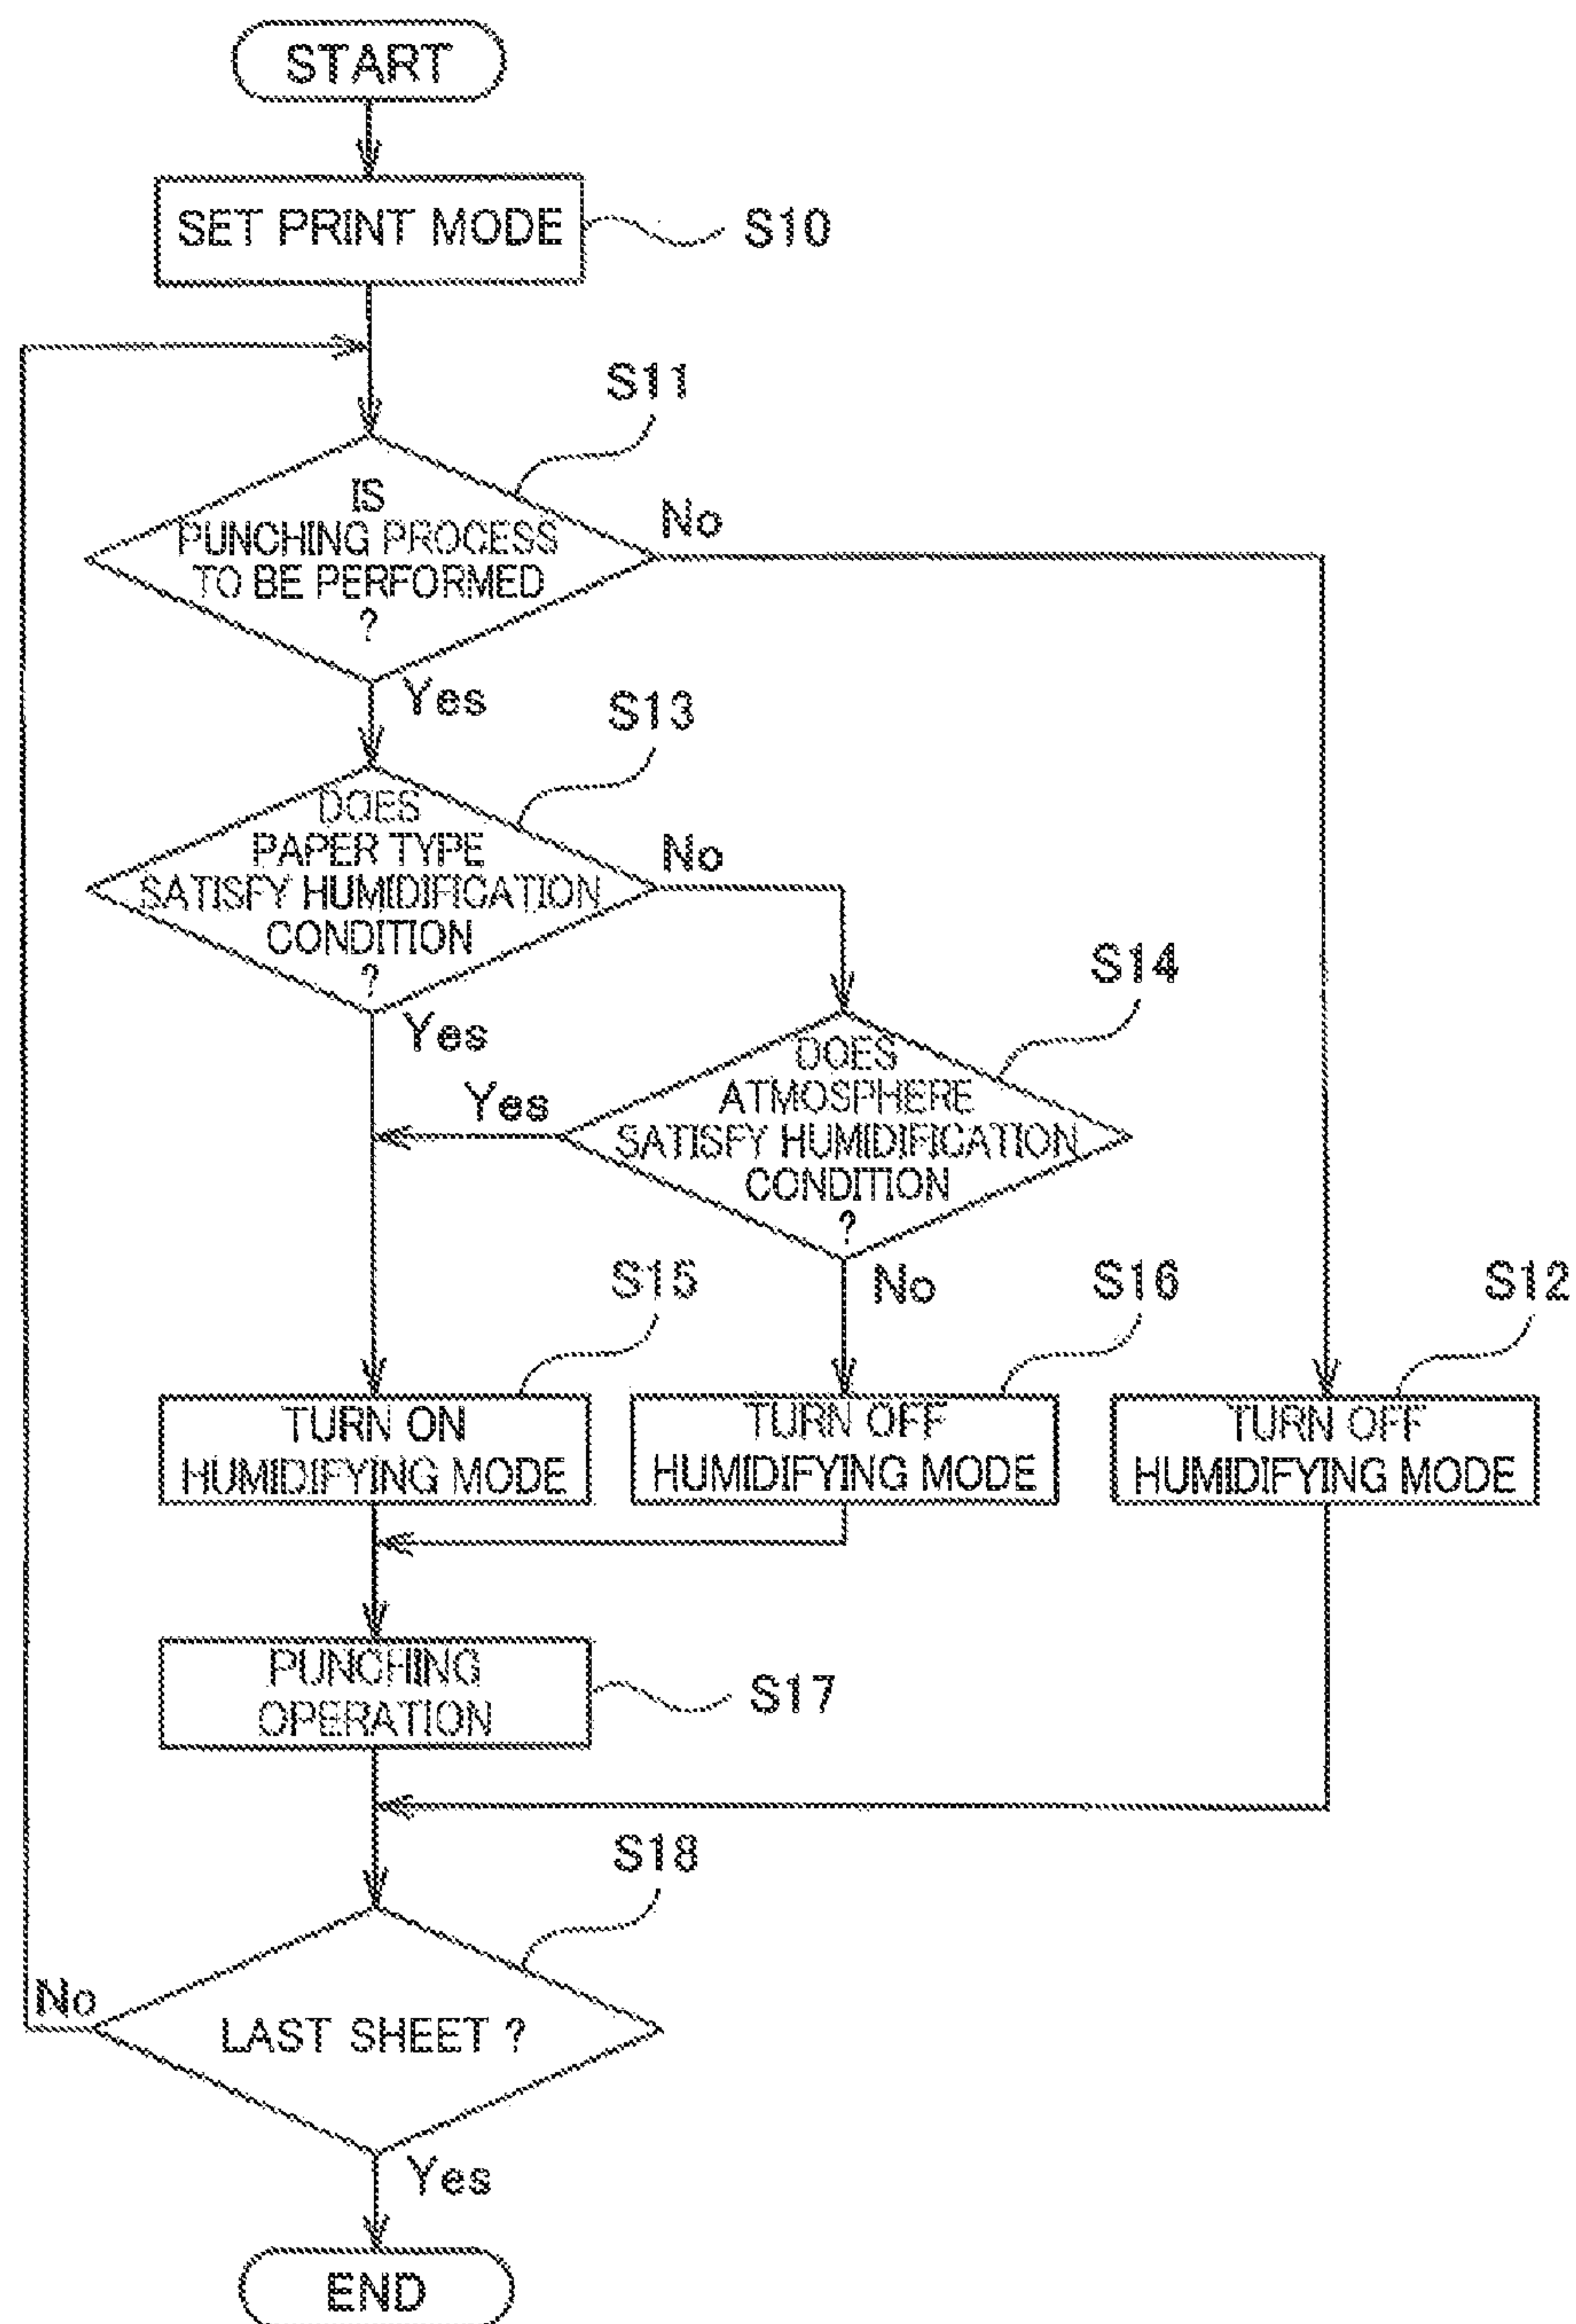 START
SET PRINT MODE
S10
S11
IS
PUNCHING PROCESS
TO BE PERFORMED
?
No
Yes
S13
DOES
PAPER TYPE
SATISFY HUMIDIFICATION
CONDITION
?
No
Yes
S14
DOES
ATMOSPHERE
SATISFY HUMIDIFICATION
CONDITION
?
Yes
No
S15
S16
S12
TURN ON
HUMIDIFYING MODE
TURN OFF
HUMIDIFYING MODE
TURN OFF
HUMIDIFYING MODE
PUNCHING
OPERATION
S17
S18
LAST SHEET ?
No
Yes
END